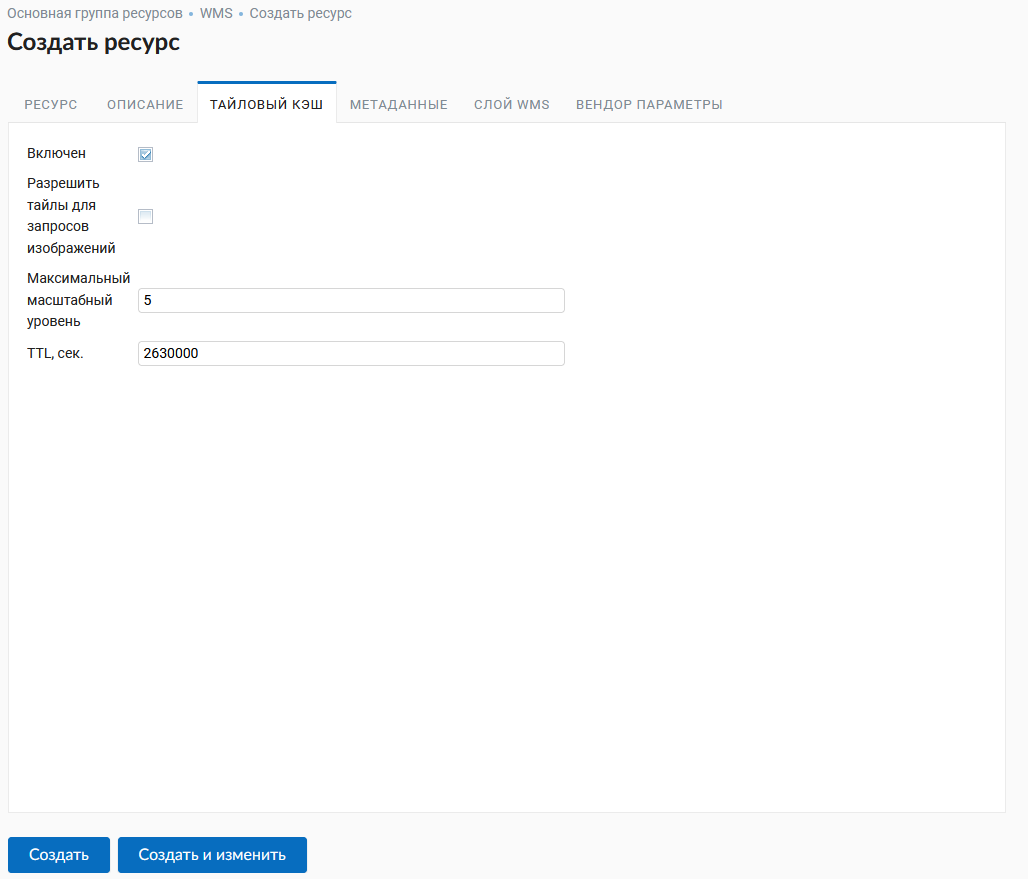 Основная группа ресурсов • WMS • Создать ресурс
Создать ресурс
РЕСУРС ОПИСАНИЕ ТАЙЛОВЫЙ КЭШ МЕТАДАННЫЕ СЛОЙ WMS ВЕНДОР ПАРАМЕТРЫ
Включен
Разрешить
тайлы для
запросов
изображений
Максимальный
масштабный
уровень
5
TTL, сек.
2630000
Создать Создать и изменить